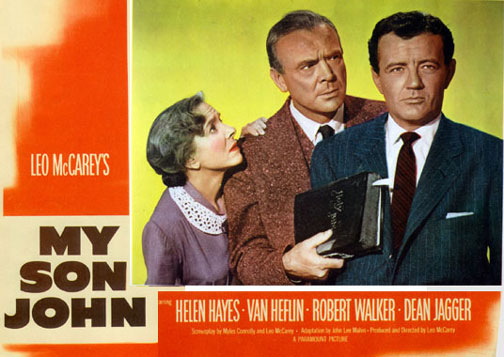 LEO McCAREY'S
MY
SON
JOHN
starring HELEN HAYES · VAN HEFLIN · ROBERT WALKER · DEAN JAGGER
Screenplay by Myles Connolly and Leo McCarey · Adaptation by John Lee Mahin · Produced and Directed by Leo McCarey
A PARAMOUNT PICTURE